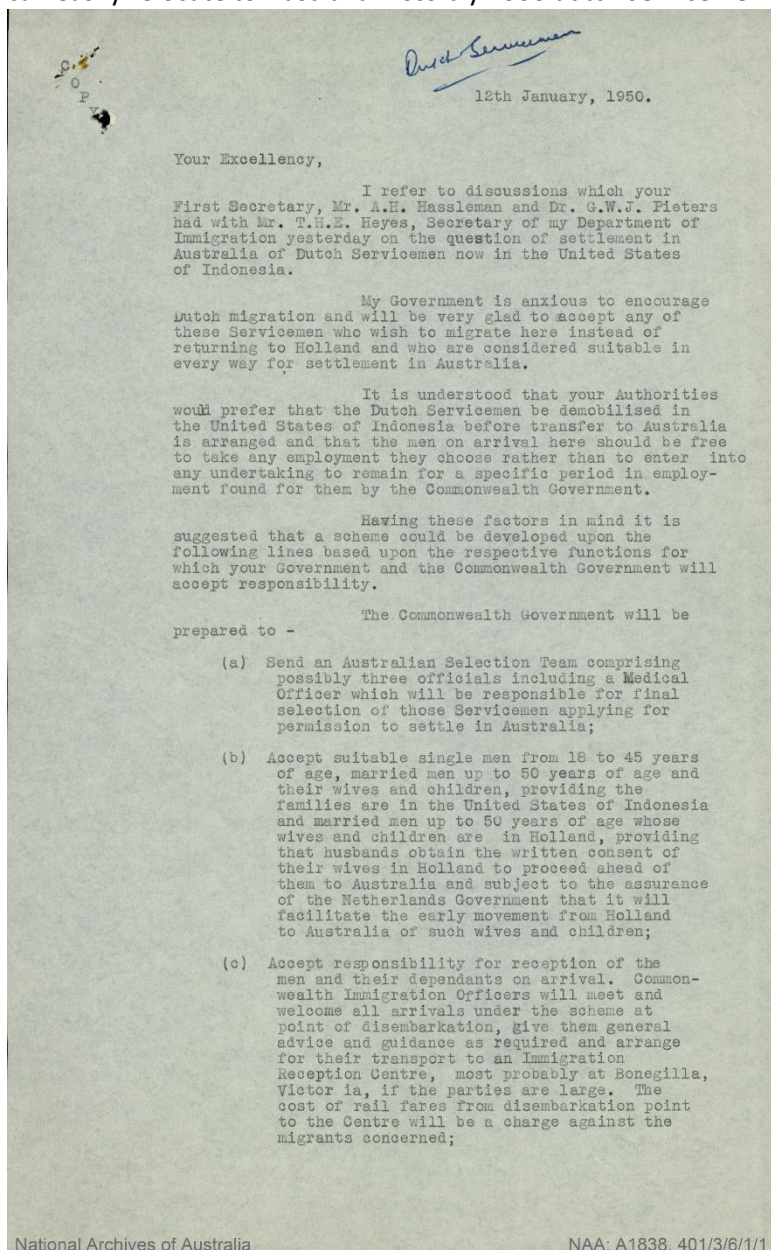 C
O
P
Y
Dutch Servicemen
12th January, 1950.
Your Excellency,
I refer to discussions which your
First Secretary, Mr. A.H. Hassleman and Dr. G.W.J. Pieters
had with Mr. T.H.E. Heyes, Secretary of my Department of
Immigration yesterday on the question of settlement in
Australia of Dutch Servicemen now in the United States
of Indonesia.
My Government is anxious to encourage
Dutch migration and will be very glad to accept any of
these Servicemen who wish to migrate here instead of
returning to Holland and who are considered suitable in
every way for settlement in Australia.
It is understood that your Authorities
would prefer that the Dutch Servicemen be demobilised in
the United States of Indonesia before transfer to Australia
is arranged and that the men on arrival here should be free
to take any employment they choose rather than to enter into
any undertaking to remain for a specific period in employ-
ment found for them by the Commonwealth Government.
Having these factors in mind it is
suggested that a scheme could be developed upon the
following lines based upon the respective functions for
which your Government and the Commonwealth Government will
accept responsibility.
The Commonwealth Government will be
prepared to -
(a) Send an Australian Selection Team comprising
possibly three officials including a Medical
Officer which will be responsible for final
selection of those Servicemen applying for
permission to settle in Australia;
(b) Accept suitable single men from 18 to 45 years
of age, married men up to 50 years of age and
their wives and children, providing the
families are in the United States of Indonesia
and married men up to 50 years of age whose
wives and children are in Holland, providing
that husbands obtain the written consent of
their wives in Holland to proceed ahead of
them to Australia and subject to the assurance
of the Netherlands Government that it will
facilitate the early movement from Holland
to Australia of such wives and children;
(c) Accept responsibility for reception of the
men and their dependants on arrival. Common-
wealth Immigration Officers will meet and
welcome all arrivals under the scheme at
point of disembarkation, give them general
advice and guidance as required and arrange
for their transport to an Immigration
Reception Centre, most probably at Bonegilla,
Victor ia, if the parties are large. The
cost of rail fares from disembarkation point
to the Centre will be a charge against the
migrants concerned;
National Archives of Australia
NAA: A1838, 401/3/6/1/1